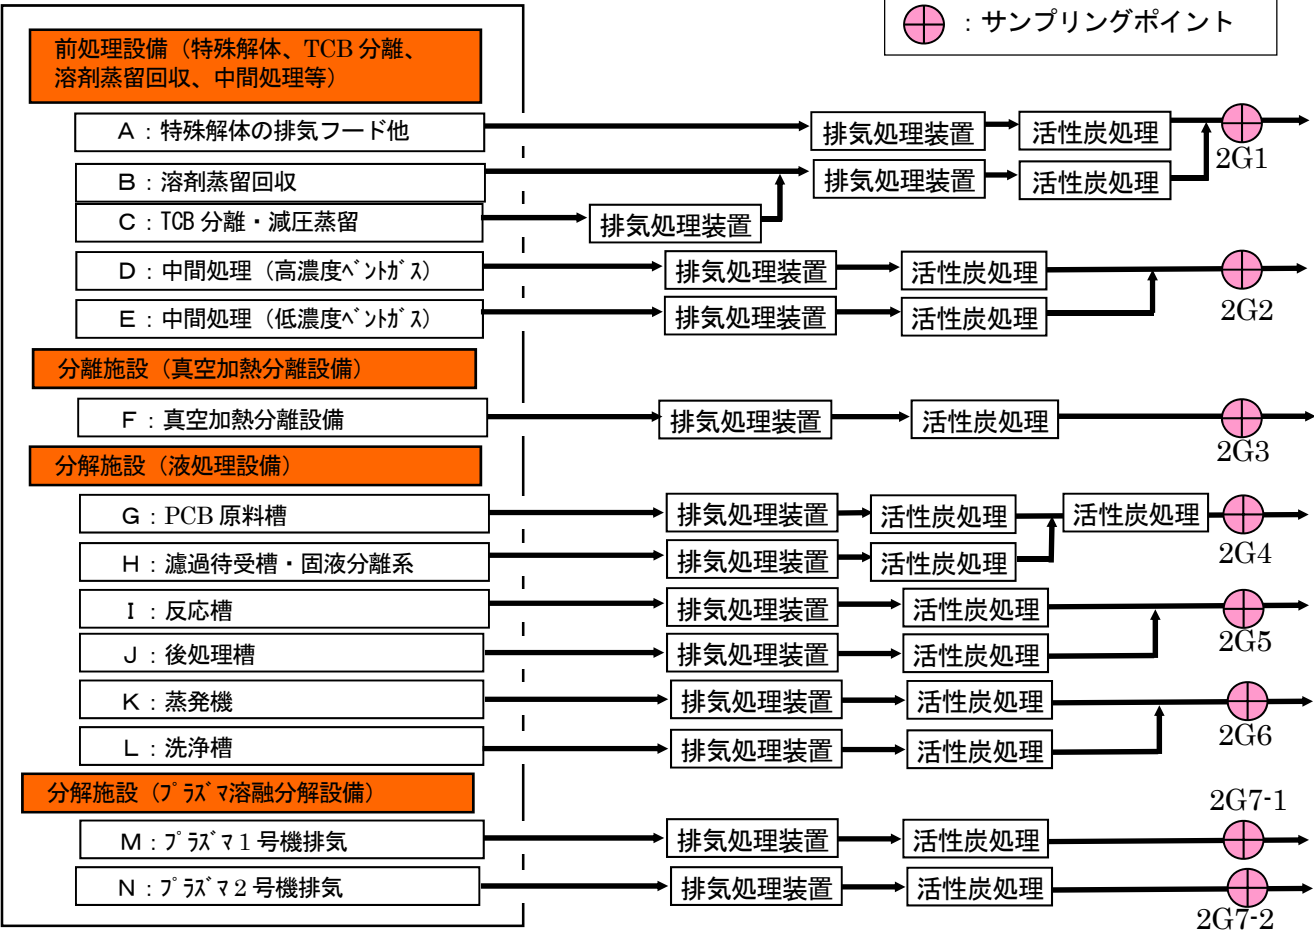 ：サンプリングポイント
前処理設備（特殊解体、TCB 分離、
溶剤蒸留回収、中間処理等）
A：特殊解体の排気フード他
排気処理装置
活性炭処理
2G1
B：溶剤蒸留回収
排気処理装置
活性炭処理
C：TCB 分離・減圧蒸留
排気処理装置
D：中間処理（高濃度ﾍﾞﾝﾄｶﾞｽ）
排気処理装置
活性炭処理
2G2
E：中間処理（低濃度ﾍﾞﾝﾄｶﾞｽ）
排気処理装置
活性炭処理
分離施設（真空加熱分離設備）
F：真空加熱分離設備
排気処理装置
活性炭処理
2G3
分解施設（液処理設備）
G：PCB 原料槽
排気処理装置
活性炭処理
活性炭処理
2G4
H：濾過待受槽・固液分離系
排気処理装置
活性炭処理
I：反応槽
排気処理装置
活性炭処理
2G5
J：後処理槽
排気処理装置
活性炭処理
K：蒸発機
排気処理装置
活性炭処理
2G6
L：洗浄槽
排気処理装置
活性炭処理
分解施設（ﾌﾟﾗｽﾞﾏ溶融分解設備）
2G7-1
M：ﾌﾟﾗｽﾞﾏ 1 号機排気
排気処理装置
活性炭処理
N：ﾌﾟﾗｽﾞﾏ 2 号機排気
排気処理装置
活性炭処理
2G7-2